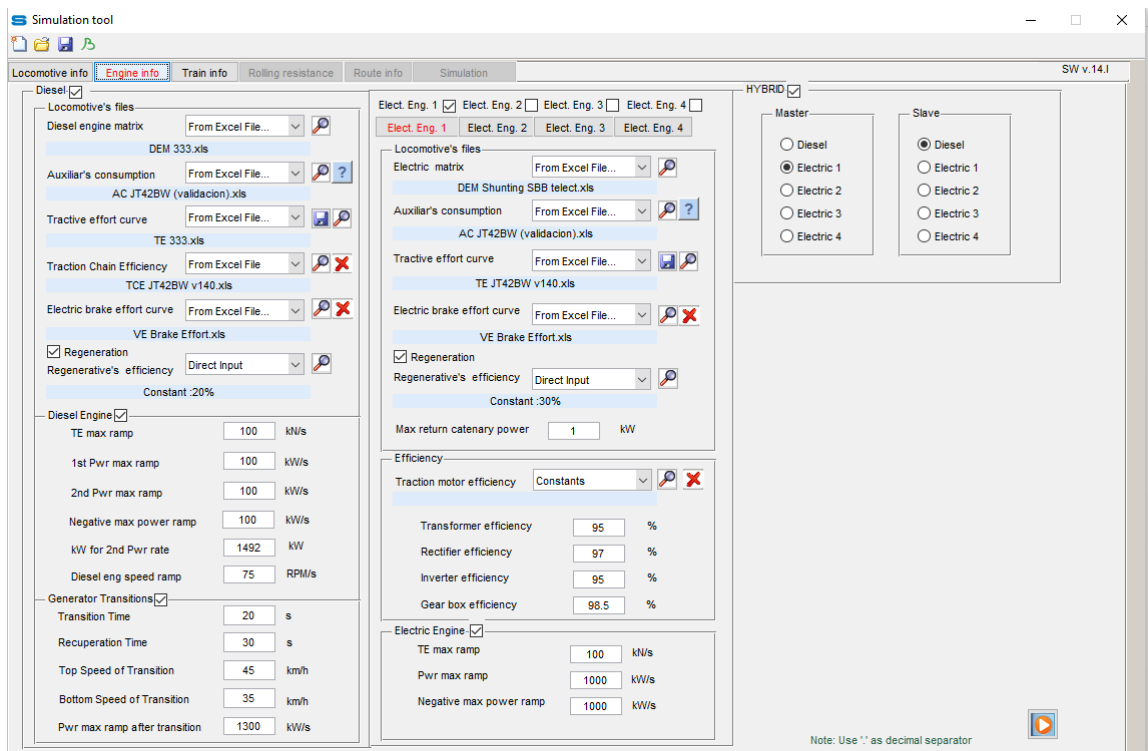 Simulation tool
Locomotive info Engine info Train info Rolling resistance Route info Simulation SW v.14.I
Diesel
Locomotive's files
Diesel engine matrix From Excel File...
DEM 333.xls
Auxiliar's consumption From Excel File... ?
AC JT42BW (validacion).xls
Tractive effort curve From Excel File...
TE 333.xls
Traction Chain Efficiency From Excel File
TCE JT42BW v140.xls
Electric brake effort curve From Excel File...
VE Brake Effort.xls
Regeneration
Regenerative's efficiency Direct Input
Constant :20%
Diesel Engine
TE max ramp 100 kN/s
1st Pwr max ramp 100 kW/s
2nd Pwr max ramp 100 kW/s
Negative max power ramp 100 kW/s
kW for 2nd Pwr rate 1492 kW
Diesel eng speed ramp 75 RPM/s
Generator Transitions
Transition Time 20 s
Recuperation Time 30 s
Top Speed of Transition 45 km/h
Bottom Speed of Transition 35 km/h
Pwr max ramp after transition 1300 kW/s
Elect. Eng. 1 Elect. Eng. 2 Elect. Eng. 3 Elect. Eng. 4
Elect. Eng. 1 Elect. Eng. 2 Elect. Eng. 3 Elect. Eng. 4
Locomotive's files
Electric matrix From Excel File...
DEM Shunting SBB telect.xls
Auxiliar's consumption From Excel File... ?
AC JT42BW (validacion).xls
Tractive effort curve From Excel File...
TE JT42BW v140.xls
Electric brake effort curve From Excel File...
VE Brake Effort.xls
Regeneration
Regenerative's efficiency Direct Input
Constant :30%
Max return catenary power 1 kW
Efficiency
Traction motor efficiency Constants
Transformer efficiency 95 %
Rectifier efficiency 97 %
Inverter efficiency 95 %
Gear box efficiency 98.5 %
Electric Engine
TE max ramp 100 kN/s
Pwr max ramp 1000 kW/s
Negative max power ramp 1000 kW/s
HYBRID
Master
Diesel
Electric 1
Electric 2
Electric 3
Electric 4
Slave
Diesel
Electric 1
Electric 2
Electric 3
Electric 4
Note: Use '.' as decimal separator